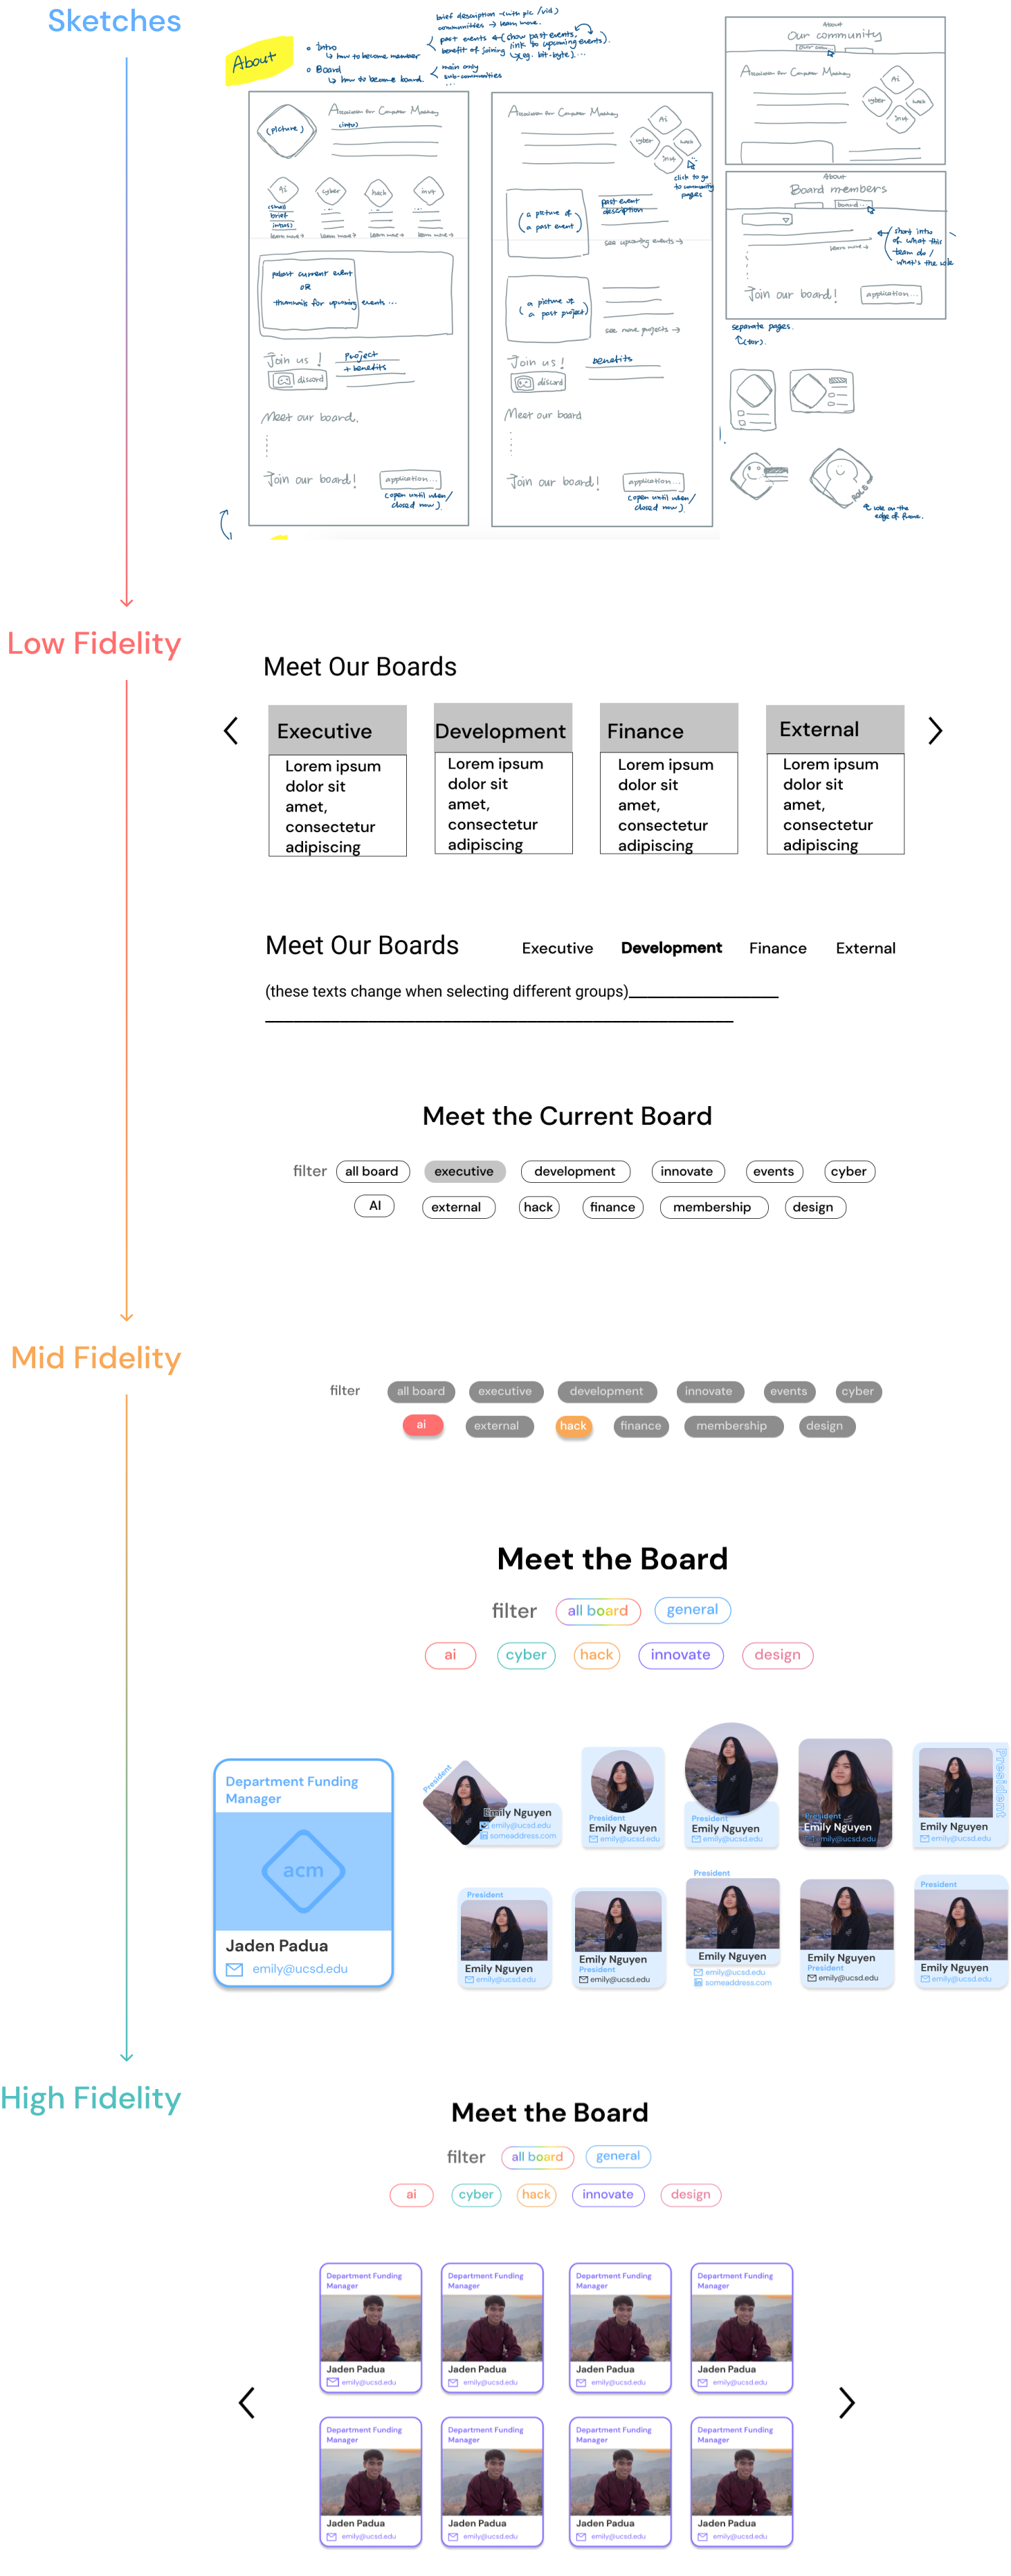 Sketches
About
Intro
how to become member
Board
how to become board.
brief description (with pic / vid)
communities → learn more.
past events (show past events, link to upcoming events).
benefit of joining (eg. bit-byte)...
main only
sub-communities
...
(picture)
Association for Computer Machinery
(intro)
Ai
cyber
hack
invt
(small
brief
intros)
learn more →
learn more →
learn more →
learn more →
current event
OR
thumbnails for upcoming events ...
Join us !
discord
Project
+ benefits
Meet our board.
Join our board!
application...
(open until when/
closed now)
Association for Computer Machinery
Ai
cyber
hack
invt
click to go
to community
pages
(a picture of
a past event)
past event
description
see upcoming events →
(a picture of
a past project)
see more projects →
Join us !
discord
benefits
Meet our board
Join our board!
application...
(open until when/
closed now)
About
Our community
Association for Computer Machinery
Ai
cyber
hack
invt
About
Board members
board...
learn more →
short intro
of what this
team do /
what's the role
Join our board!
application...
separate pages.
ROLE
role on the
edge of frame.
Low Fidelity
Meet Our Boards
Executive
Development
Finance
External
Lorem ipsum
dolor sit
amet,
consectetur
adipiscing
Lorem ipsum
dolor sit
amet,
consectetur
adipiscing
Lorem ipsum
dolor sit
amet,
consectetur
adipiscing
Lorem ipsum
dolor sit
amet,
consectetur
adipiscing
Meet Our Boards
Executive Development Finance External
(these texts change when selecting different groups)
Meet the Current Board
filter all board executive development innovate events cyber
AI external hack finance membership design
Mid Fidelity
filter all board executive development innovate events cyber
ai external hack finance membership design
Meet the Board
filter all board general
ai cyber hack innovate design
Department Funding
Manager
acm
Jaden Padua
emily@ucsd.edu
President
Emily Nguyen
emily@ucsd.edu
someaddress.com
President
Emily Nguyen
emily@ucsd.edu
President
Emily Nguyen
emily@ucsd.edu
President
Emily Nguyen
emily@ucsd.edu
President
Emily Nguyen
emily@ucsd.edu
President
Emily Nguyen
emily@ucsd.edu
Emily Nguyen
President
emily@ucsd.edu
President
Emily Nguyen
emily@ucsd.edu
someaddress.com
Emily Nguyen
President
emily@ucsd.edu
President
Emily Nguyen
emily@ucsd.edu
High Fidelity
Meet the Board
filter all board general
ai cyber hack innovate design
Department Funding
Manager
Jaden Padua
emily@ucsd.edu
Department Funding
Manager
Jaden Padua
emily@ucsd.edu
Department Funding
Manager
Jaden Padua
emily@ucsd.edu
Department Funding
Manager
Jaden Padua
emily@ucsd.edu
Department Funding
Manager
Jaden Padua
emily@ucsd.edu
Department Funding
Manager
Jaden Padua
emily@ucsd.edu
Department Funding
Manager
Jaden Padua
emily@ucsd.edu
Department Funding
Manager
Jaden Padua
emily@ucsd.edu